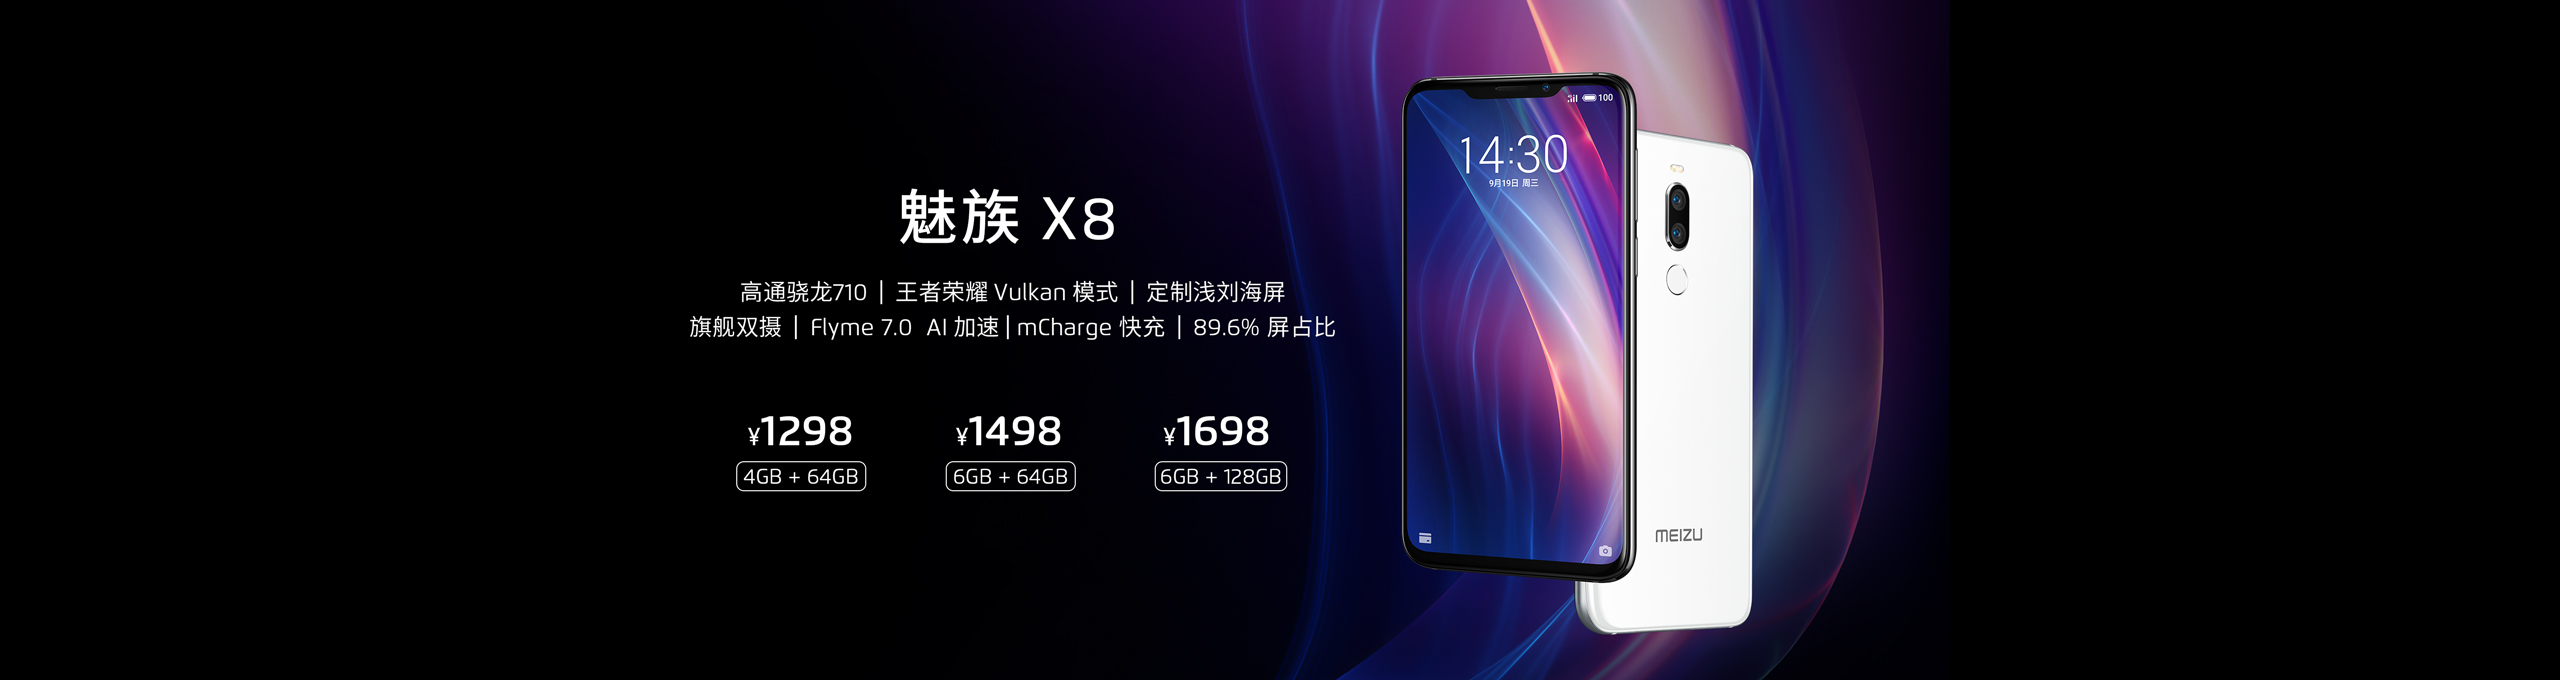 魅族 X8
高通骁龙710 | 王者荣耀 Vulkan 模式 | 定制浅刘海屏
旗舰双摄 | Flyme 7.0 AI 加速 | mCharge 快充 | 89.6% 屏占比
¥1298 ¥1498 ¥1698
4GB + 64GB 6GB + 64GB 6GB + 128GB
100
14:30
9月19日 周三
MEIZU